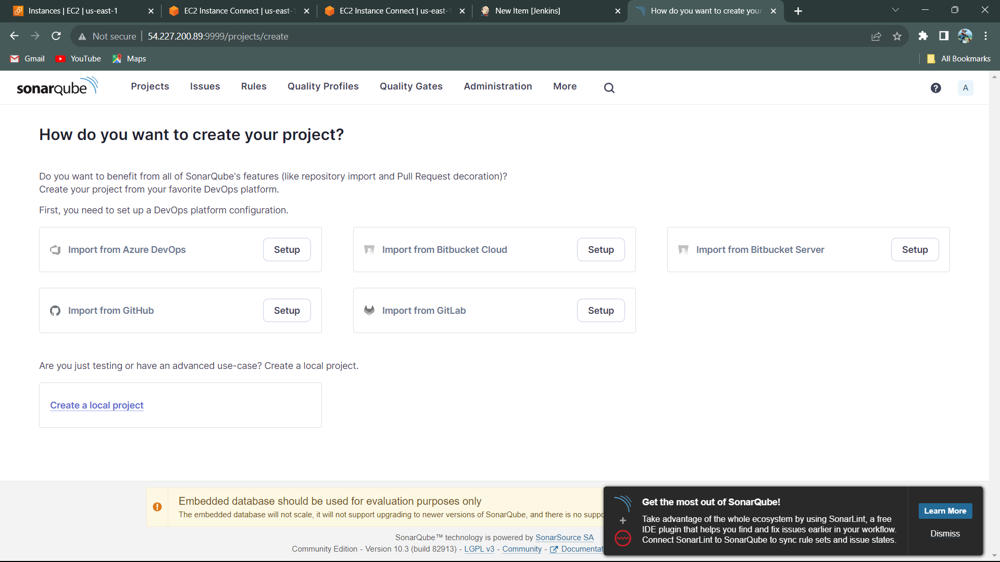 Instances | EC2 | us-east-1
EC2 Instance Connect | us-east-1
EC2 Instance Connect | us-east-1
New Item [Jenkins]
How do you want to create your
Not secure
54.227.200.89:9999/projects/create
Gmail
YouTube
Maps
All Bookmarks
sonarqube
Projects
Issues
Rules
Quality Profiles
Quality Gates
Administration
More
A
How do you want to create your project?
Do you want to benefit from all of SonarQube's features (like repository import and Pull Request decoration)?
Create your project from your favorite DevOps platform.
First, you need to set up a DevOps platform configuration.
Import from Azure DevOps
Setup
Import from Bitbucket Cloud
Setup
Import from Bitbucket Server
Setup
Import from GitHub
Setup
Import from GitLab
Setup
Are you just testing or have an advanced use-case? Create a local project.
Create a local project
Embedded database should be used for evaluation purposes only
The embedded database will not scale, it will not support upgrading to newer versions of SonarQube, and there is no suppo
SonarQube™ technology is powered by SonarSource SA
Community Edition - Version 10.3 (build 82913) - LGPL v3 - Community - Documentat
Get the most out of SonarQube!
Take advantage of the whole ecosystem by using SonarLint, a free
IDE plugin that helps you find and fix issues earlier in your workflow.
Connect SonarLint to SonarQube to sync rule sets and issue states.
Learn More
Dismiss